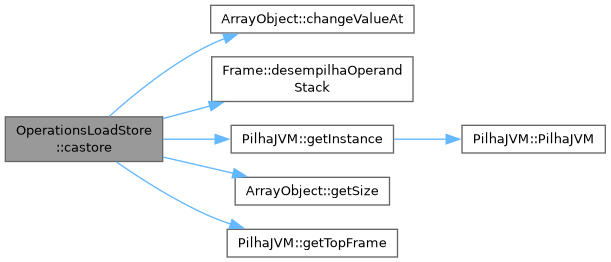 ArrayObject::changeValueAt
Frame::desempilhaOperand
Stack
OperationsLoadStore
::castore
PilhaJVM::getInstance
PilhaJVM::PilhaJVM
ArrayObject::getSize
PilhaJVM::getTopFrame